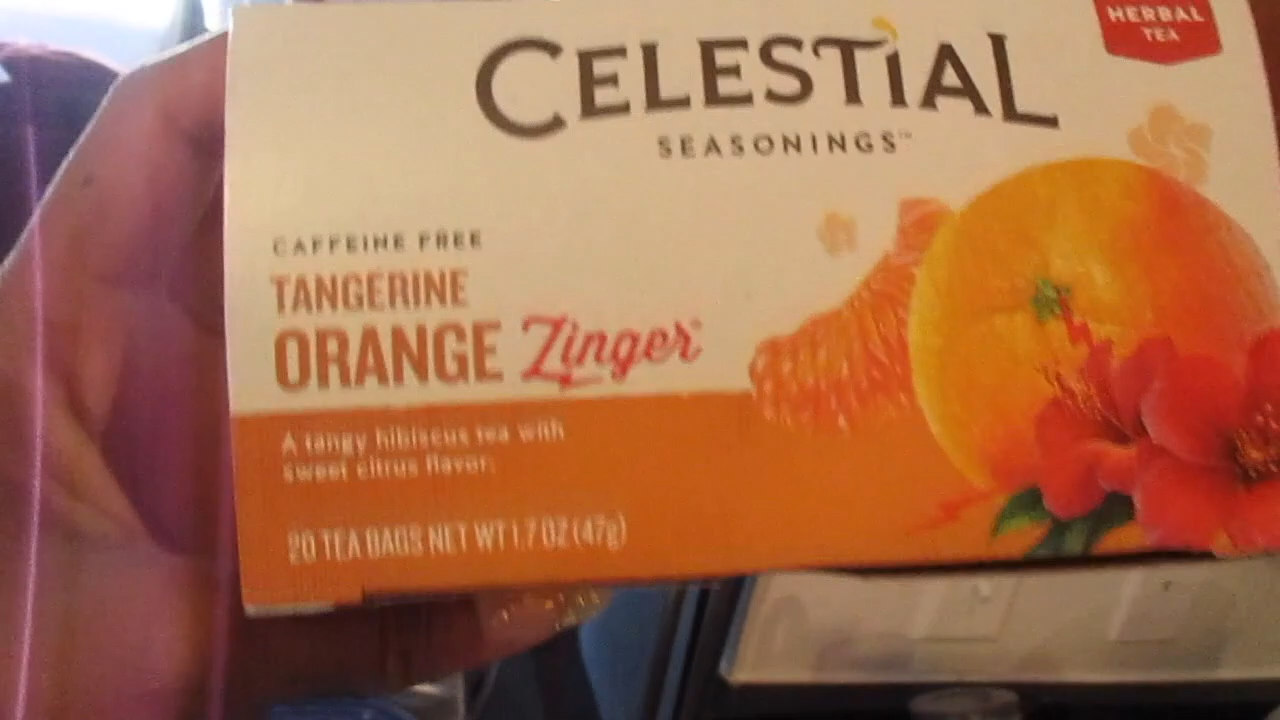 HERBAL
TEA
CELESTIAL
SEASONINGS™
CAFFEINE FREE
TANGERINE
ORANGE Zinger®
A tangy hibiscus tea with
sweet citrus flavor.
20 TEA BAGS NET WT 1.7 OZ (47g)